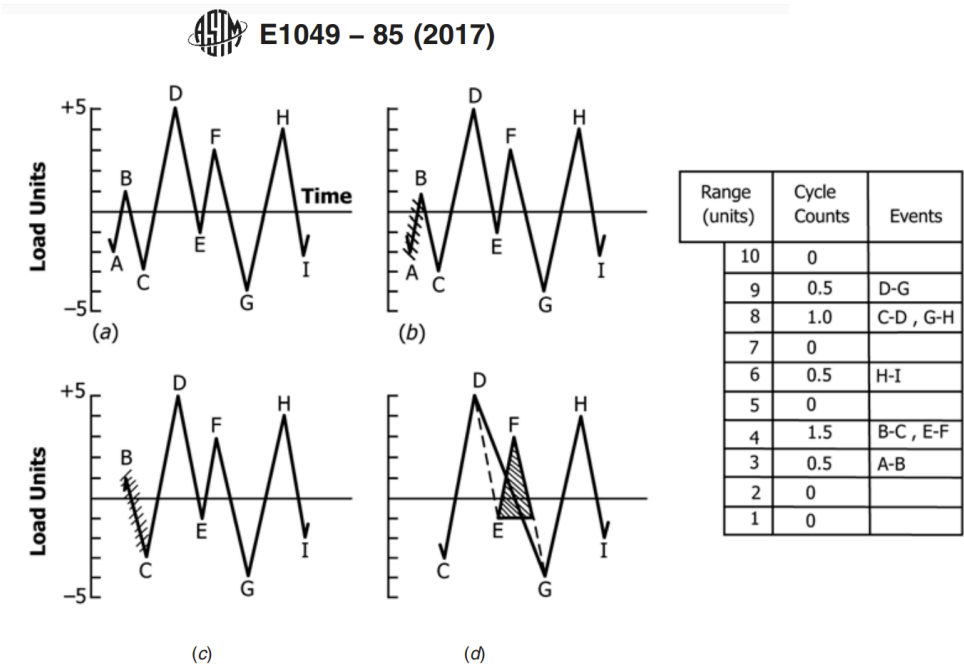 ASTM E1049 – 85 (2017)
+5 D H F B Time
Load Units
A C E G I
−5
(a)
D H F B
A C E G I
(b)
+5 D H F B
Load Units
C E G I
−5
(c)
D H F
C E G I
(d)
Range (units) Cycle Counts Events
10 0
9 0.5 D-G
8 1.0 C-D , G-H
7 0
6 0.5 H-I
5 0
4 1.5 B-C , E-F
3 0.5 A-B
2 0
1 0